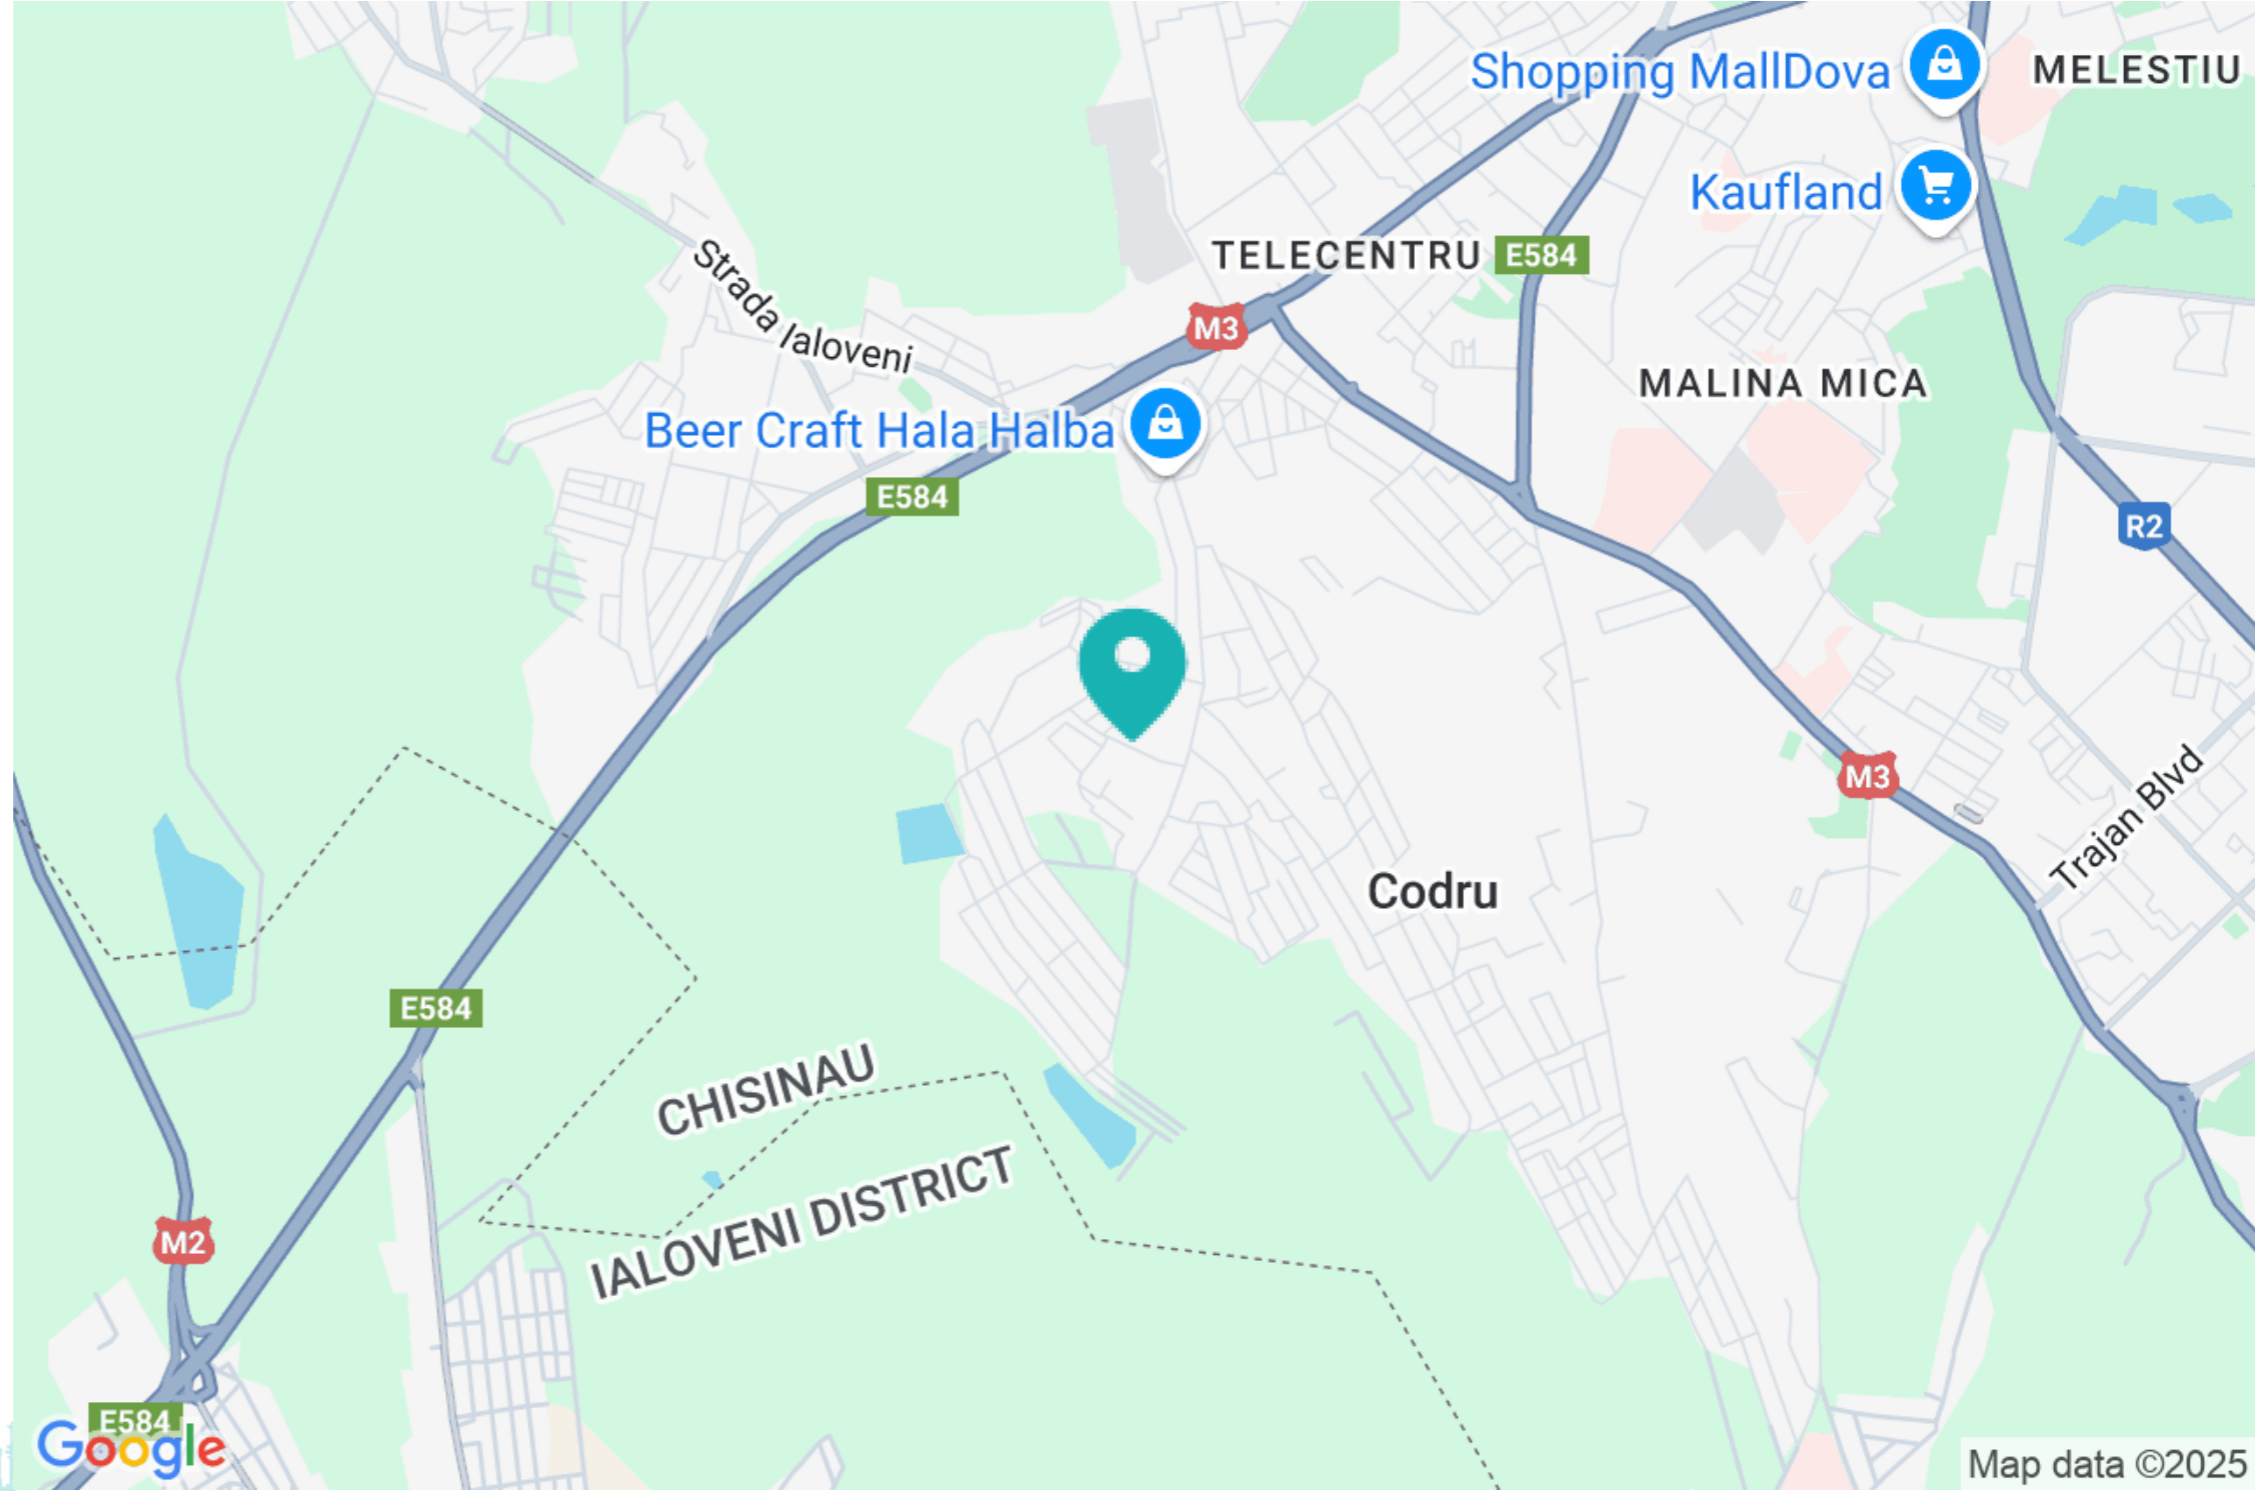 Shopping MallDova
MELESTIU
Kaufland
TELECENTRU
E584
Strada Ialoveni
M3
MALINA MICA
Beer Craft Hala Halba
E584
R2
M3
Trajan Blvd
Codru
E584
CHISINAU
IALOVENI DISTRICT
M2
E584
Google
Map data ©2025